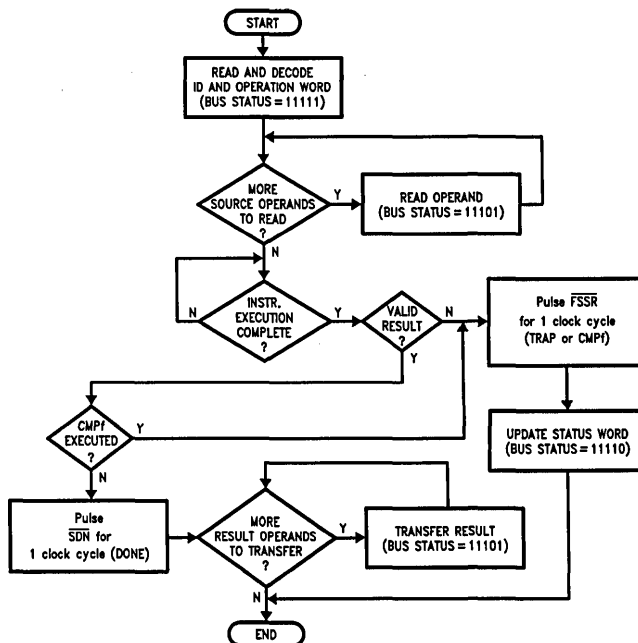 START
READ AND DECODE
ID AND OPERATION WORD
(BUS STATUS = 11111)
MORE
SOURCE OPERANDS
TO READ
?
Y
READ OPERAND
(BUS STATUS = 11101)
N
INSTR.
EXECUTION
COMPLETE
?
N
Y
VALID
RESULT
?
N
Y
Pulse FSSR
for 1 clock cycle
(TRAP or CMPf)
CMPf
EXECUTED
?
Y
N
UPDATE STATUS WORD
(BUS STATUS = 11110)
Pulse
SDN for
1 clock cycle (DONE)
MORE
RESULT OPERANDS
TO TRANSFER
?
Y
TRANSFER RESULT
(BUS STATUS = 11101)
N
END